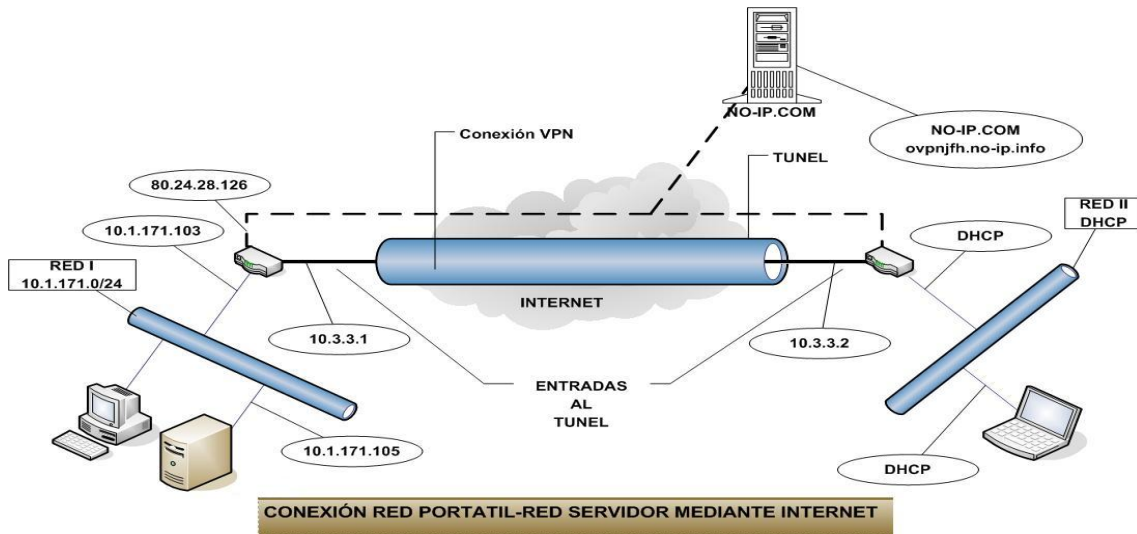 NO-IP.COM
NO-IP.COM
ovpnjfh.no-ip.info
Conexión VPN
TUNEL
80.24.28.126
10.1.171.103
DHCP
RED II
DHCP
RED I
10.1.171.0/24
INTERNET
10.3.3.1
10.3.3.2
ENTRADAS
AL
TUNEL
10.1.171.105
DHCP
CONEXIÓN RED PORTATIL-RED SERVIDOR MEDIANTE INTERNET